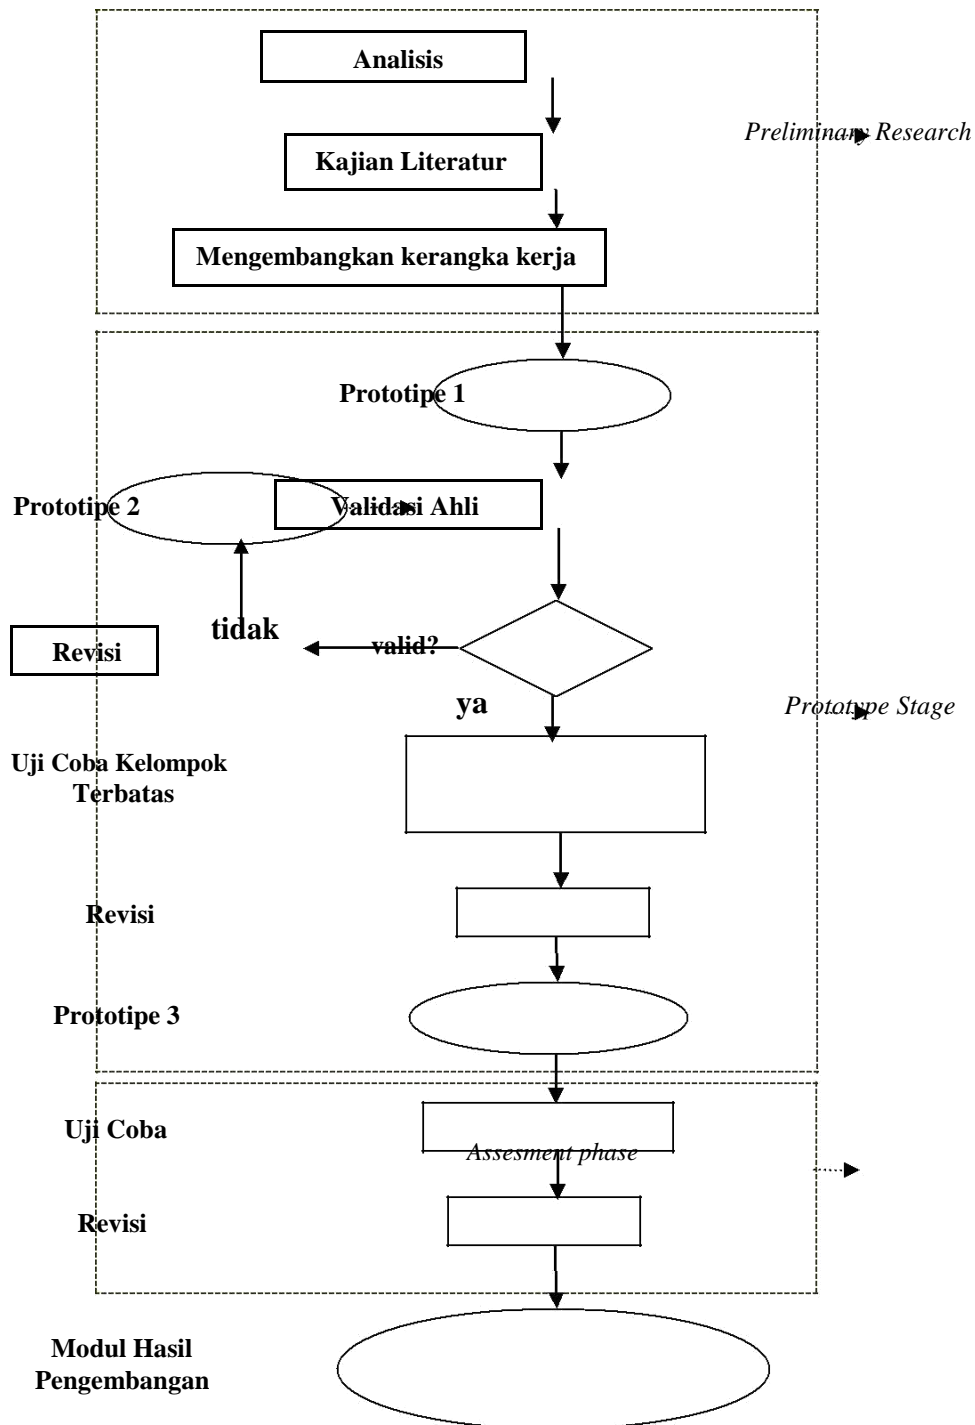 Analisis
Preliminary Research
Kajian Literatur
Mengembangkan kerangka kerja
Prototipe 1
Prototipe 2
Validasi Ahli
tidak
valid?
Revisi
ya
Prototype Stage
Uji Coba Kelompok
Terbatas
Revisi
Prototipe 3
Uji Coba
Assesment phase
Revisi
Modul Hasil
Pengembangan